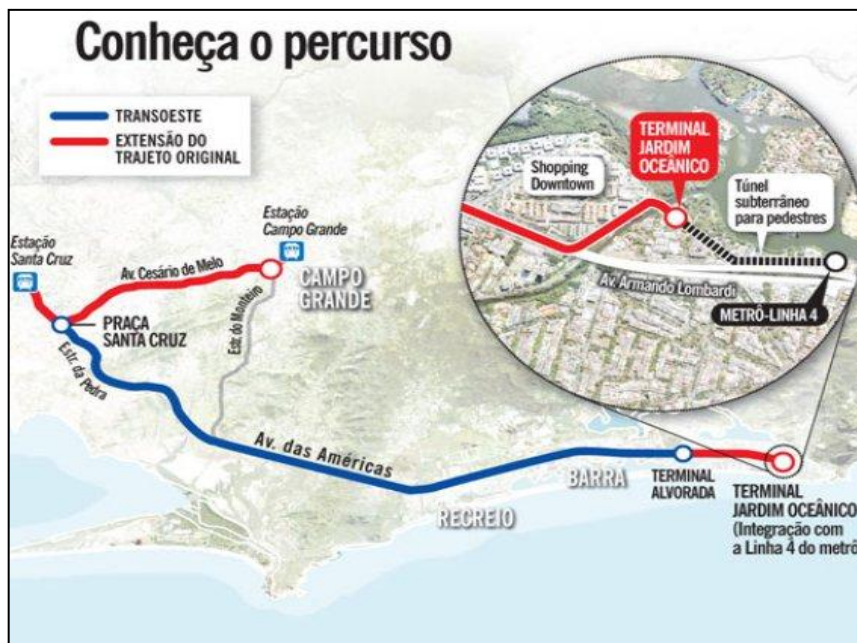 Conheça o percurso
TRANSOESTE
EXTENSÃO DO
TRAJETO ORIGINAL
TERMINAL
JARDIM
OCEÂNICO
Shopping
Downtown
Túnel
subterrâneo
para pedestres
Av. Armando Lombardi
METRÔ-LINHA 4
Estação
Santa Cruz
Estação
Campo Grande
Av. Cesário de Melo
CAMPO
GRANDE
PRAÇA
SANTA CRUZ
Estr. do Monteiro
Estr. da Pedra
Av. das Américas
RECREIO
BARRA
TERMINAL
ALVORADA
TERMINAL
JARDIM OCEÂNICO
(Integração com
a Linha 4 do metrô